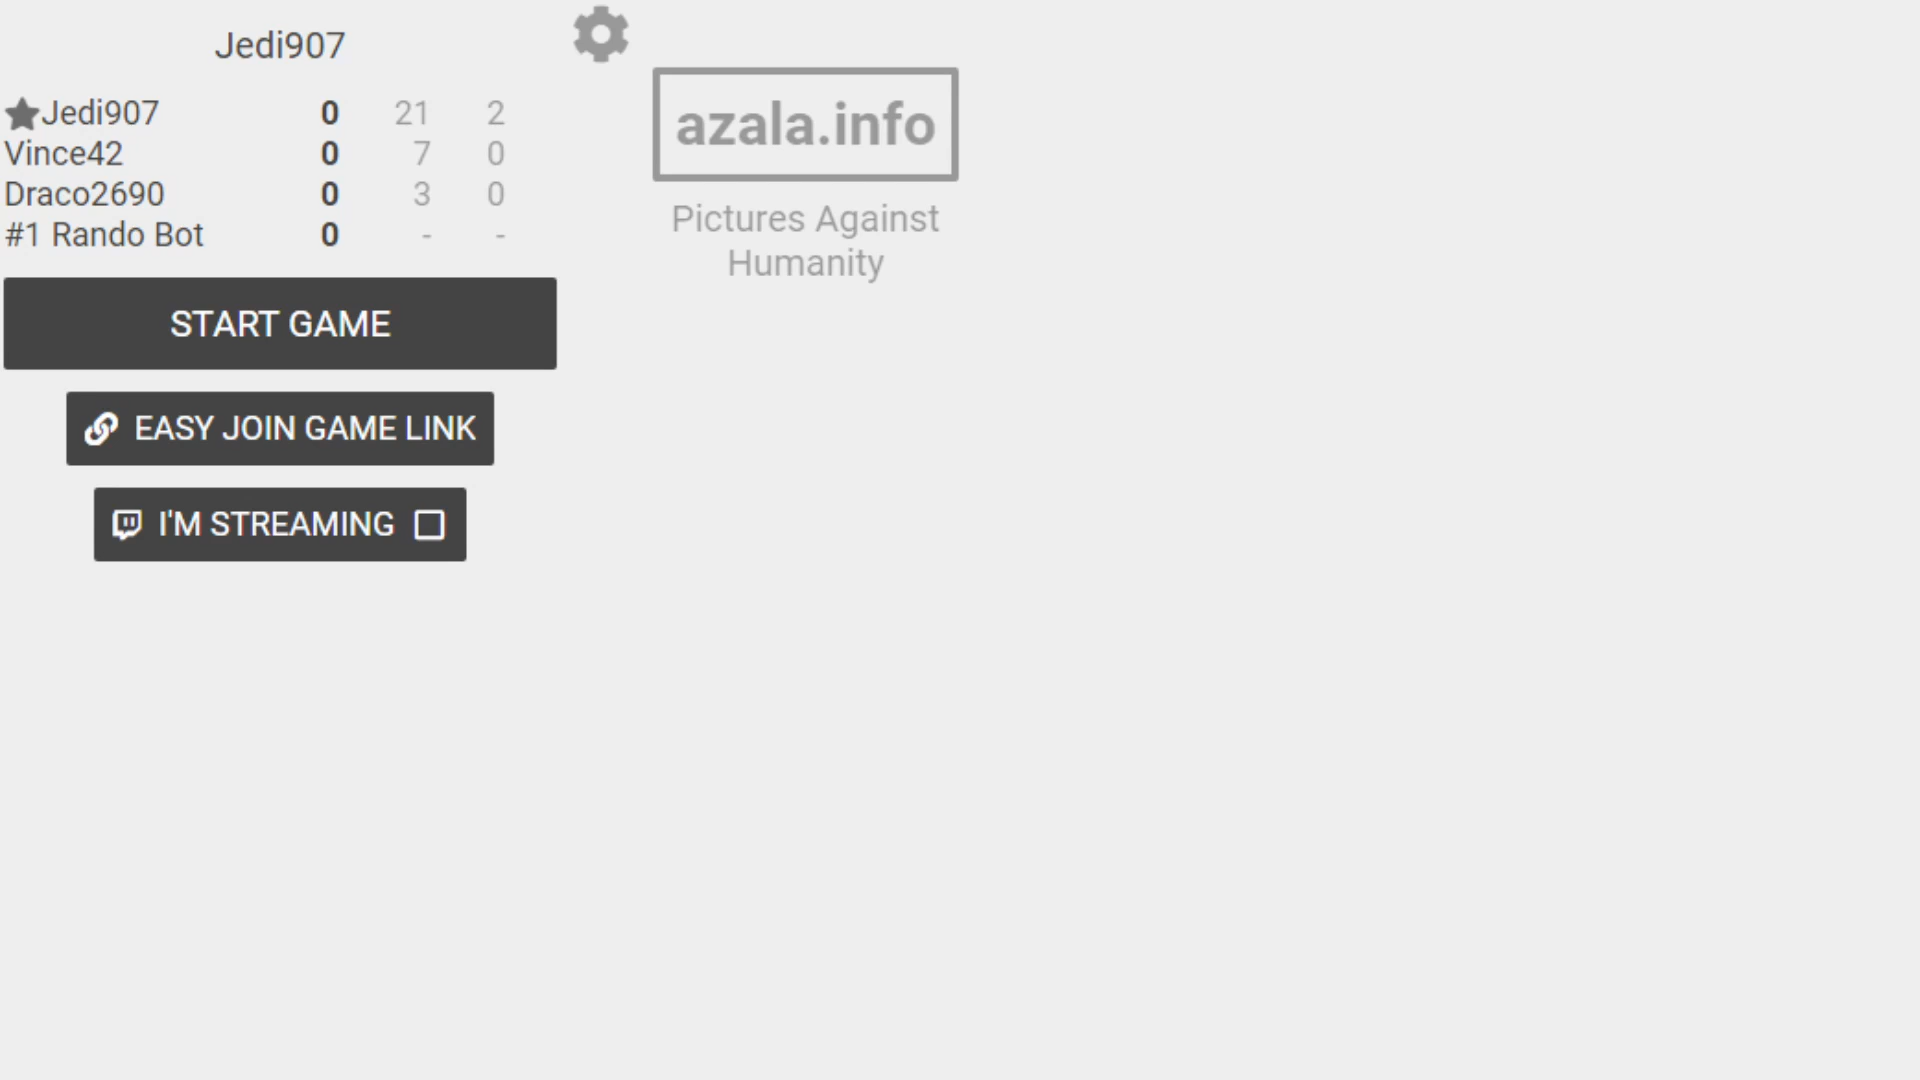 Jedi907
Jedi907 0 21 2
Vince42 0 7 0
Draco2690 0 3 0
#1 Rando Bot 0 - -
START GAME
EASY JOIN GAME LINK
I'M STREAMING
azala.info
Pictures Against
Humanity